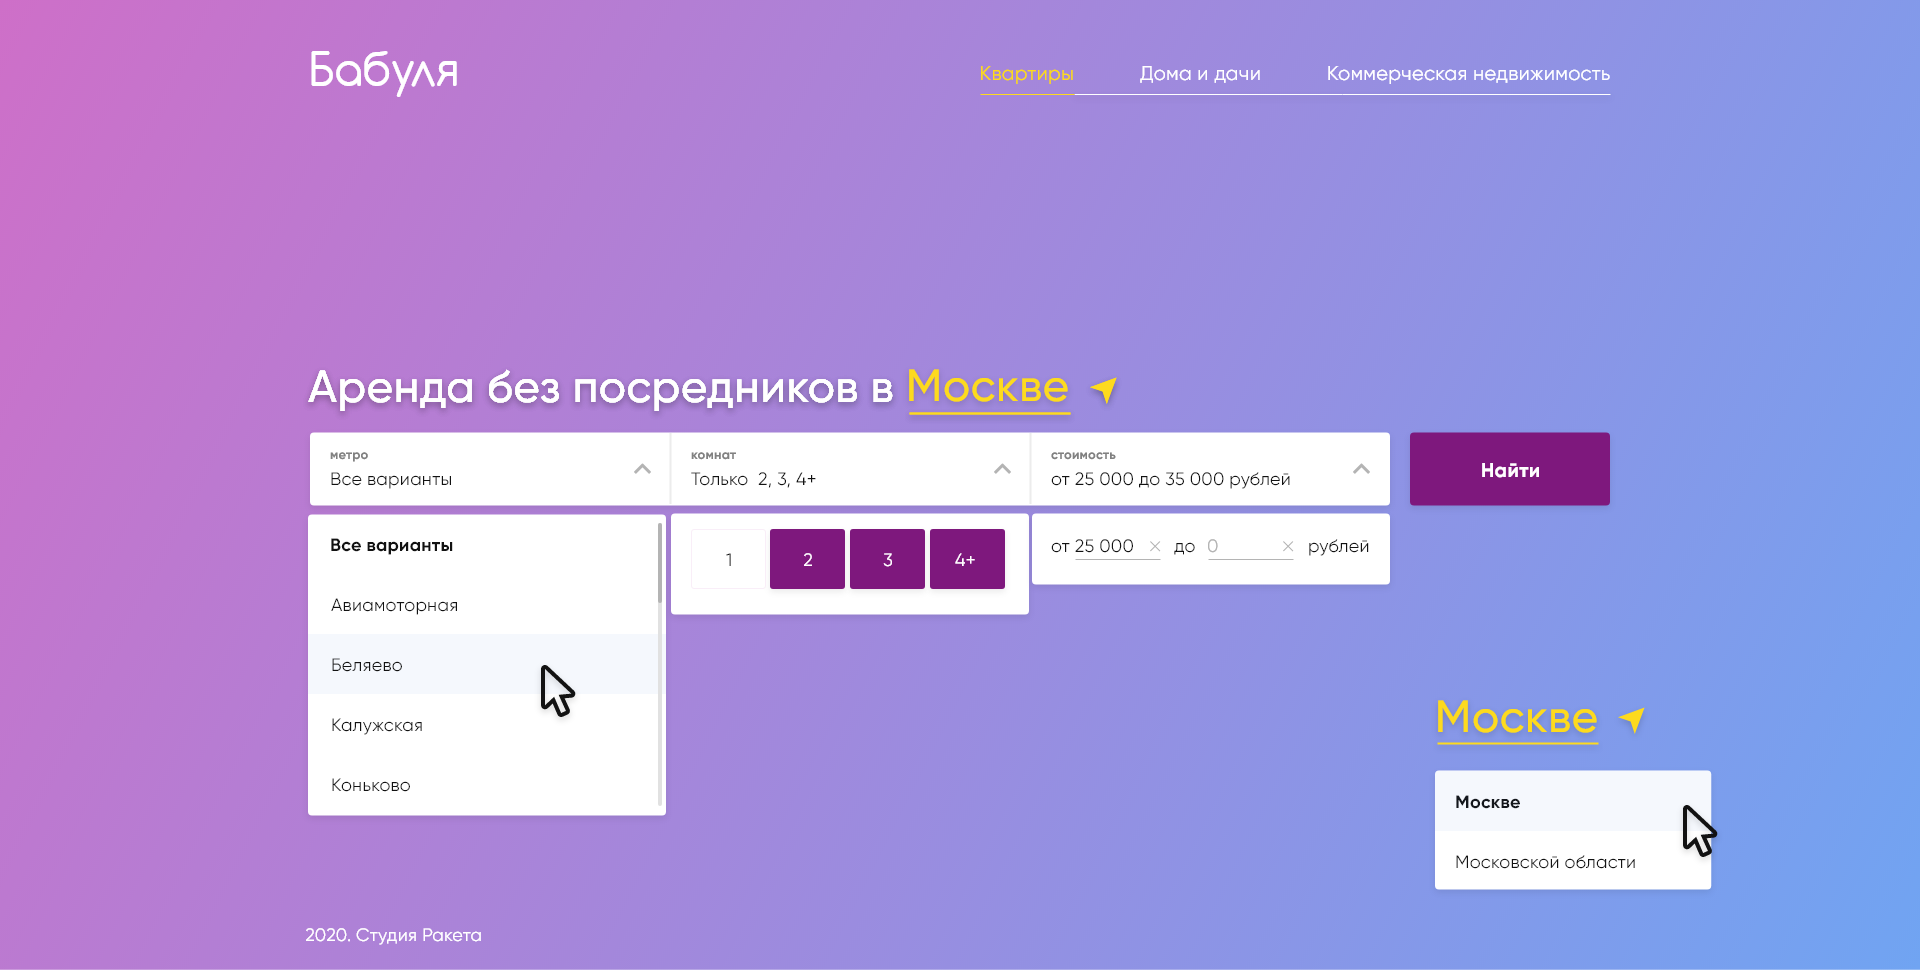 Бабуля
Квартиры Дома и дачи Коммерческая недвижимость
Аренда без посредников в Москве
метро
Все варианты
комнат
Только 2, 3, 4+
стоимость
от 25 000 до 35 000 рублей
Найти
Все варианты
Авиамоторная
Беляево
Калужская
Коньково
1 2 3 4+
от 25 000 × до 0 × рублей
Москве
Москве
Московской области
2020. Студия Ракета